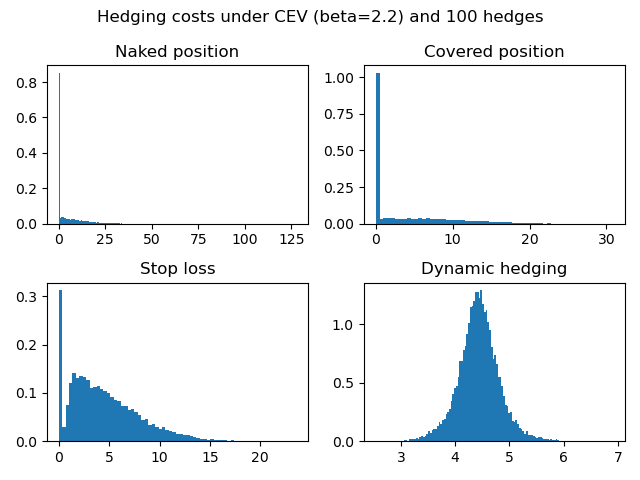 Hedging costs under CEV (beta=2.2) and 100 hedges
Naked position
0.8
0.6
0.4
0.2
0.0
0 25 50 75 100 125
Covered position
1.00
0.75
0.50
0.25
0.00
0 10 20 30
Stop loss
0.3
0.2
0.1
0.0
0 5 10 15 20
Dynamic hedging
1.0
0.5
0.0
3 4 5 6 7